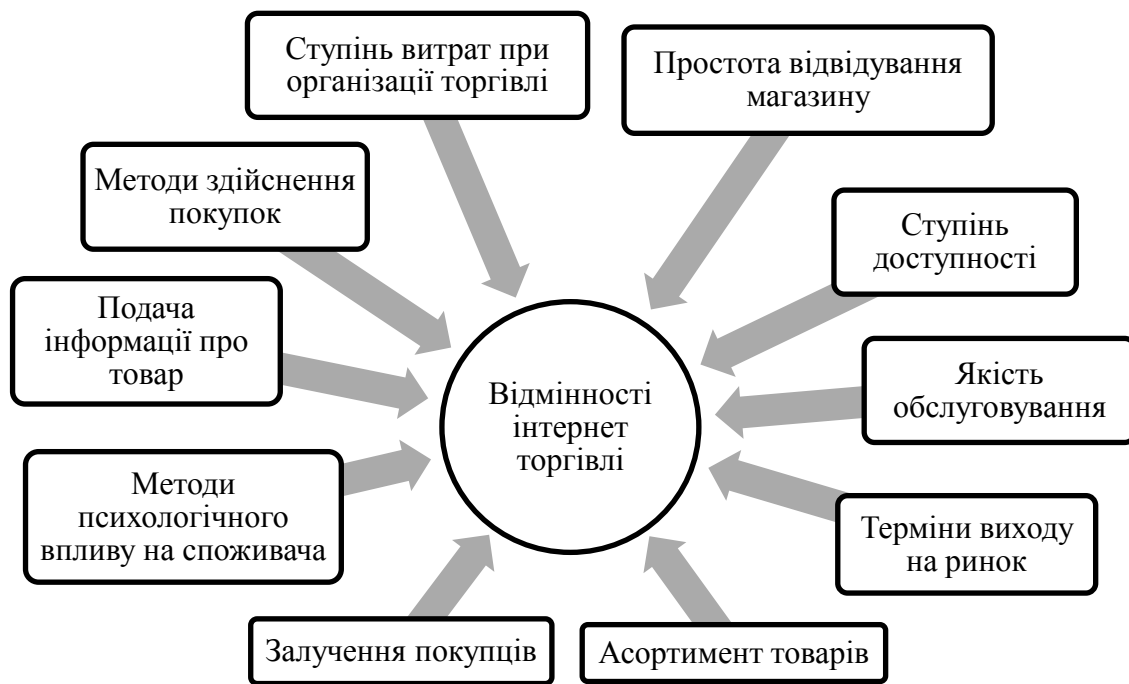 Ступінь витрат при
організації торгівлі
Простота відвідування
магазину
Методи здійснення
покупок
Ступінь
доступності
Подача
інформації про
товар
Відмінності
інтернет
торгівлі
Якість
обслуговування
Методи
психологічного
впливу на споживача
Терміни виходу
на ринок
Залучення покупців
Асортимент товарів